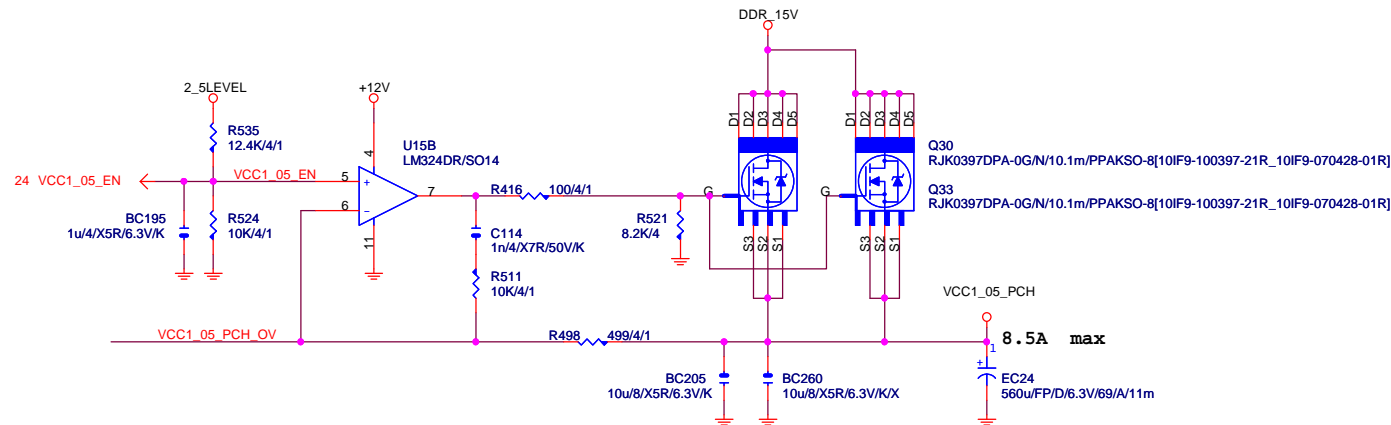 DDR_15V
2_5LEVEL
+12V
R535
12.4K/4/1
U15B
LM324DR/SO14
4
D1
D2
D3
D4
D5
D1
D2
D3
D4
D5
Q30
RJK0397DPA-0G/N/10.1m/PPAKSO-8[10IF9-100397-21R_10IF9-070428-01R]
Q33
RJK0397DPA-0G/N/10.1m/PPAKSO-8[10IF9-100397-21R_10IF9-070428-01R]
24 VCC1_05_EN
VCC1_05_EN
5
+
7
6
-
11
R416
100/4/1
G
G
BC195
1u/4/X5R/6.3V/K
R524
10K/4/1
C114
1n/4/X7R/50V/K
R521
8.2K/4
S3
S2
S1
S3
S2
S1
R511
10K/4/1
VCC1_05_PCH
VCC1_05_PCH_OV
R498
499/4/1
8.5A max
1
+
BC205
10u/8/X5R/6.3V/K
BC260
10u/8/X5R/6.3V/K/X
EC24
560u/FP/D/6.3V/69/A/11m